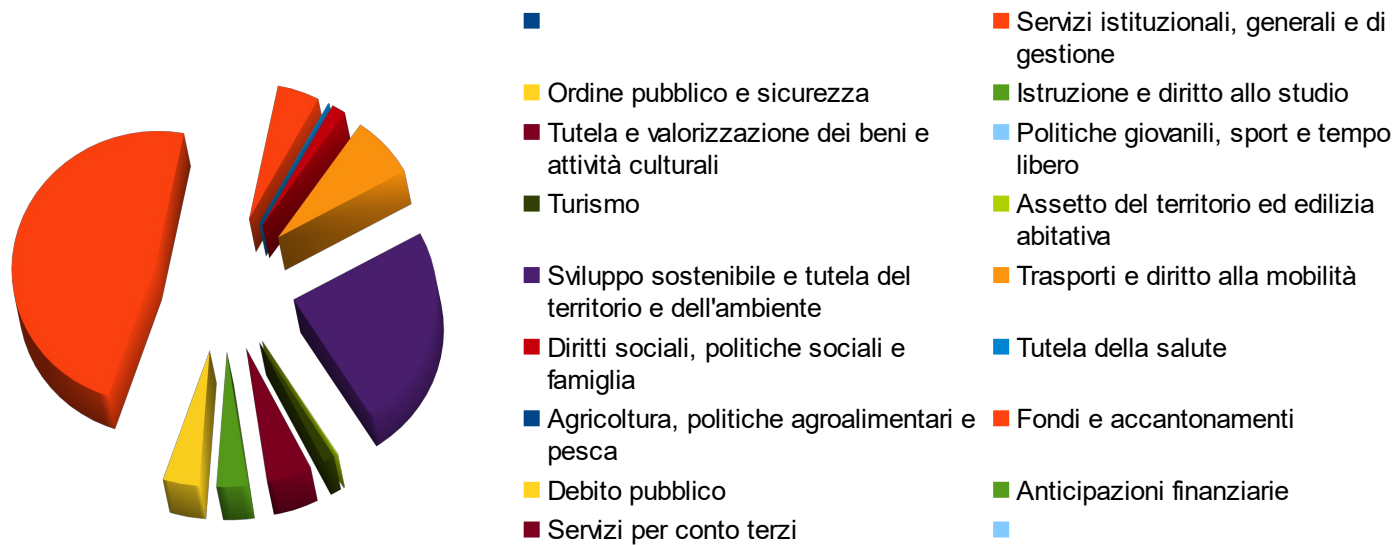 Servizi istituzionali, generali e di
gestione
Ordine pubblico e sicurezza
Istruzione e diritto allo studio
Tutela e valorizzazione dei beni e
attività culturali
Politiche giovanili, sport e tempo
libero
Turismo
Assetto del territorio ed edilizia
abitativa
Sviluppo sostenibile e tutela del
territorio e dell'ambiente
Trasporti e diritto alla mobilità
Diritti sociali, politiche sociali e
famiglia
Tutela della salute
Agricoltura, politiche agroalimentari e
pesca
Fondi e accantonamenti
Debito pubblico
Anticipazioni finanziarie
Servizi per conto terzi